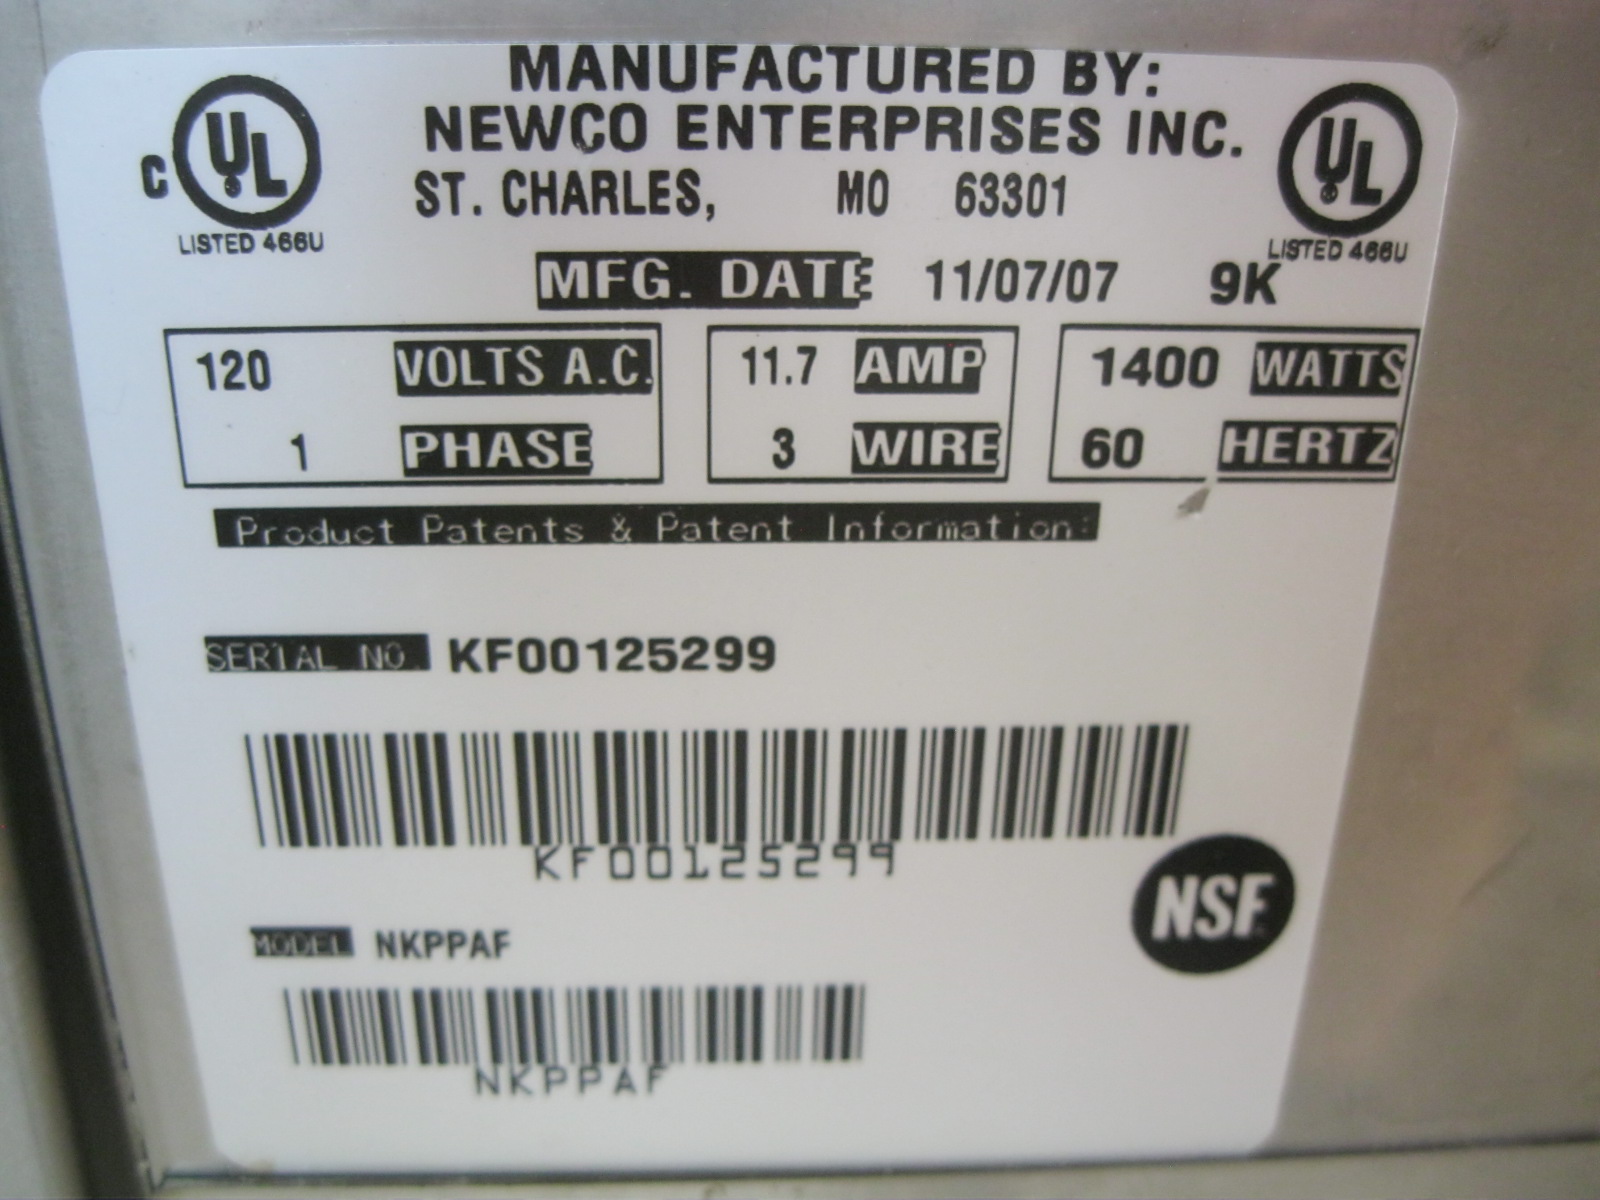 MANUFACTURED BY:
NEWCO ENTERPRISES INC.
ST. CHARLES, MO 63301
C UL
LISTED 466U
UL
LISTED 466U
MFG. DATE 11/07/07 9K
120 VOLTS A.C.
1 PHASE
11.7 AMP
3 WIRE
1400 WATTS
60 HERTZ
Product Patents & Patent Information:
SERIAL NO. KF00125299
KF00125299
NSF
MODEL NKPPAF
NKPPAF